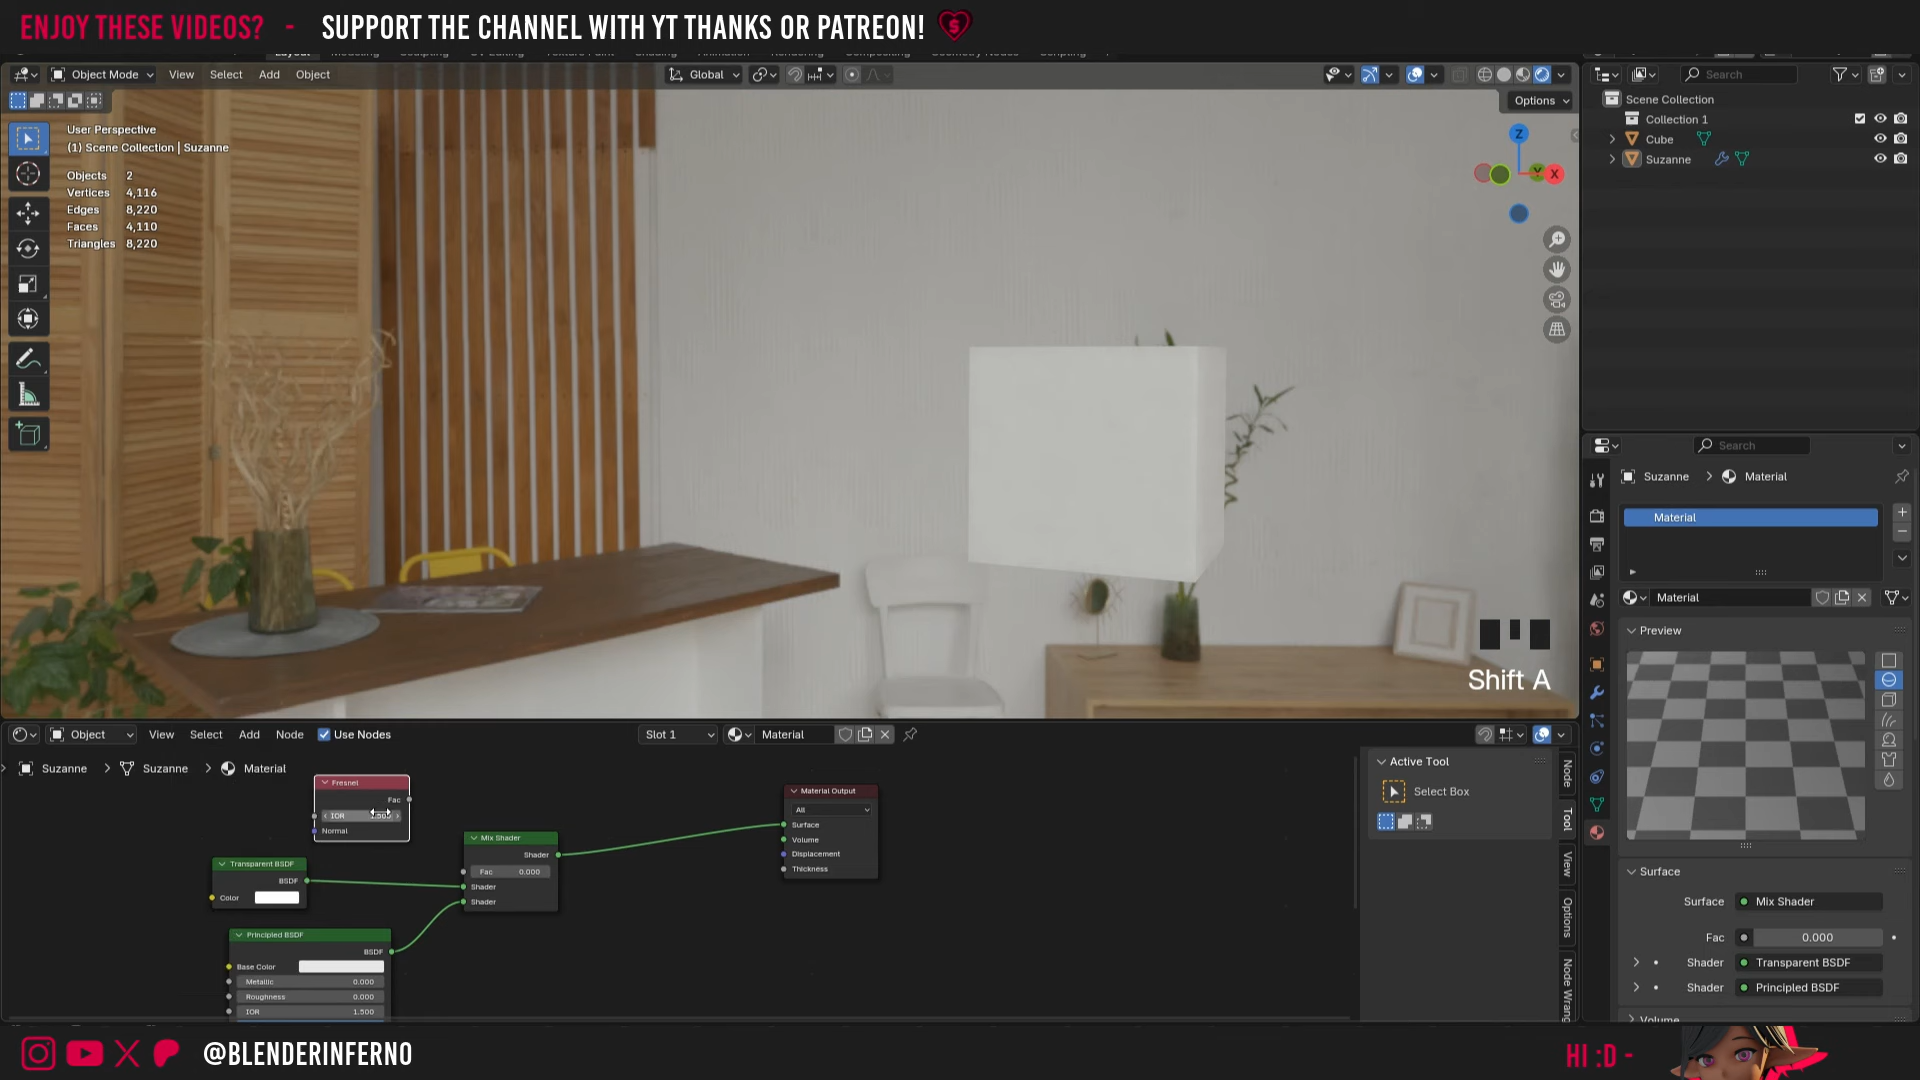 ENJOY THESE VIDEOS? - SUPPORT THE CHANNEL WITH YT THANKS OR PATREON!
Object Mode View Select Add Object Global
Search
Options
User Perspective
(1) Scene Collection | Suzanne
Objects 2
Vertices 4,116
Edges 8,220
Faces 4,110
Triangles 8,220
Z
Y
X
Scene Collection
Collection 1
Cube
Suzanne
Shift A
Search
Suzanne > Material
Material
Material
Preview
Surface
Surface Mix Shader
Fac 0.000
Shader Transparent BSDF
Shader Principled BSDF
Volume
Object View Select Add Node Use Nodes Slot 1 Material
Suzanne > Suzanne > Material
Fresnel
Fac
IOR
Normal
Transparent BSDF
BSDF
Color
Principled BSDF
BSDF
Base Color
Metallic 0.000
Roughness 0.000
IOR 1.500
Mix Shader
Shader
Fac 0.000
Shader
Shader
Material Output
All
Surface
Volume
Displacement
Thickness
Active Tool
Select Box
Node
Tool
View
Options
Node Wrang
@BLENDERINFERNO
HI :D -